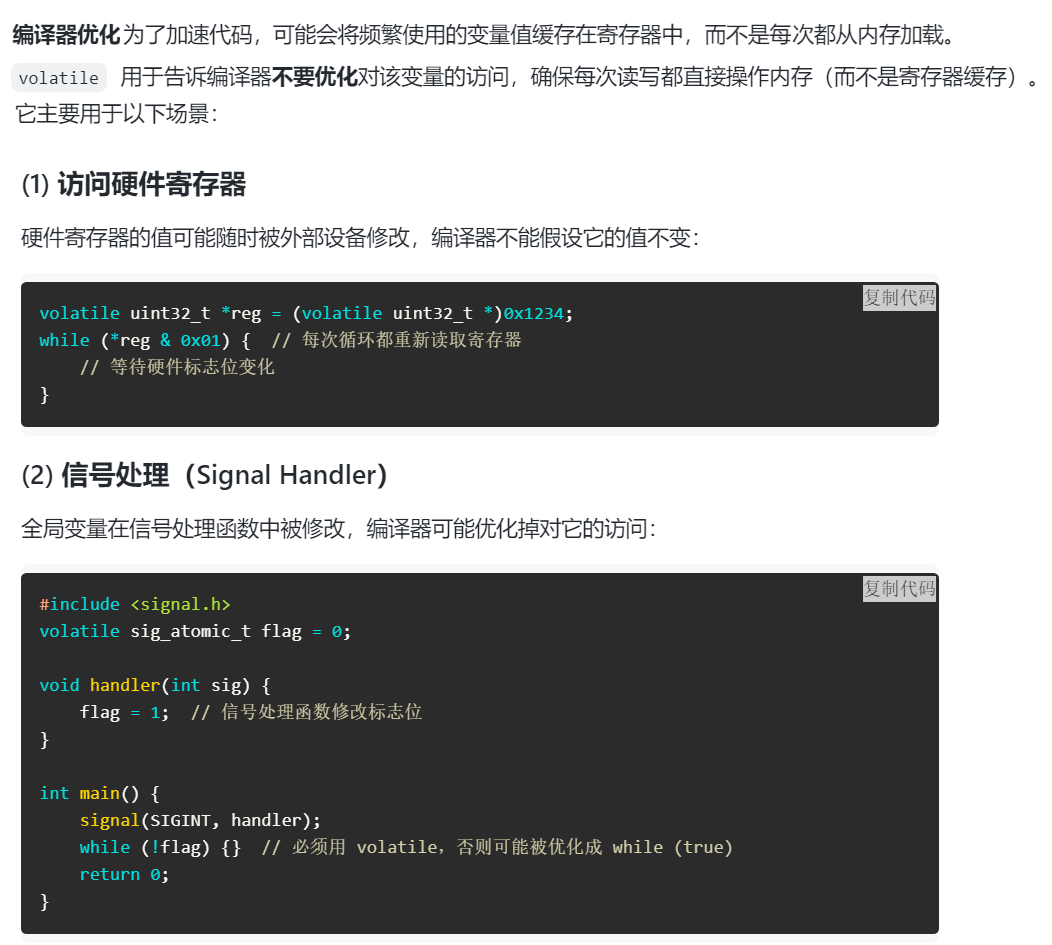 编译器优化为了加速代码，可能会将频繁使用的变量值缓存在寄存器中，而不是每次都从内存加载。
volatile 用于告诉编译器不要优化对该变量的访问，确保每次读写都直接操作内存（而不是寄存器缓存）。
它主要用于以下场景：
(1) 访问硬件寄存器
硬件寄存器的值可能随时被外部设备修改，编译器不能假设它的值不变：
复制代码
volatile uint32_t *reg = (volatile uint32_t *)0x1234;
while (*reg & 0x01) {  // 每次循环都重新读取寄存器
    // 等待硬件标志位变化
}
(2) 信号处理（Signal Handler）
全局变量在信号处理函数中被修改，编译器可能优化掉对它的访问：
复制代码
#include <signal.h>
volatile sig_atomic_t flag = 0;
void handler(int sig) {
    flag = 1;  // 信号处理函数修改标志位
}
int main() {
    signal(SIGINT, handler);
    while (!flag) {}  // 必须用 volatile，否则可能被优化成 while (true)
    return 0;
}